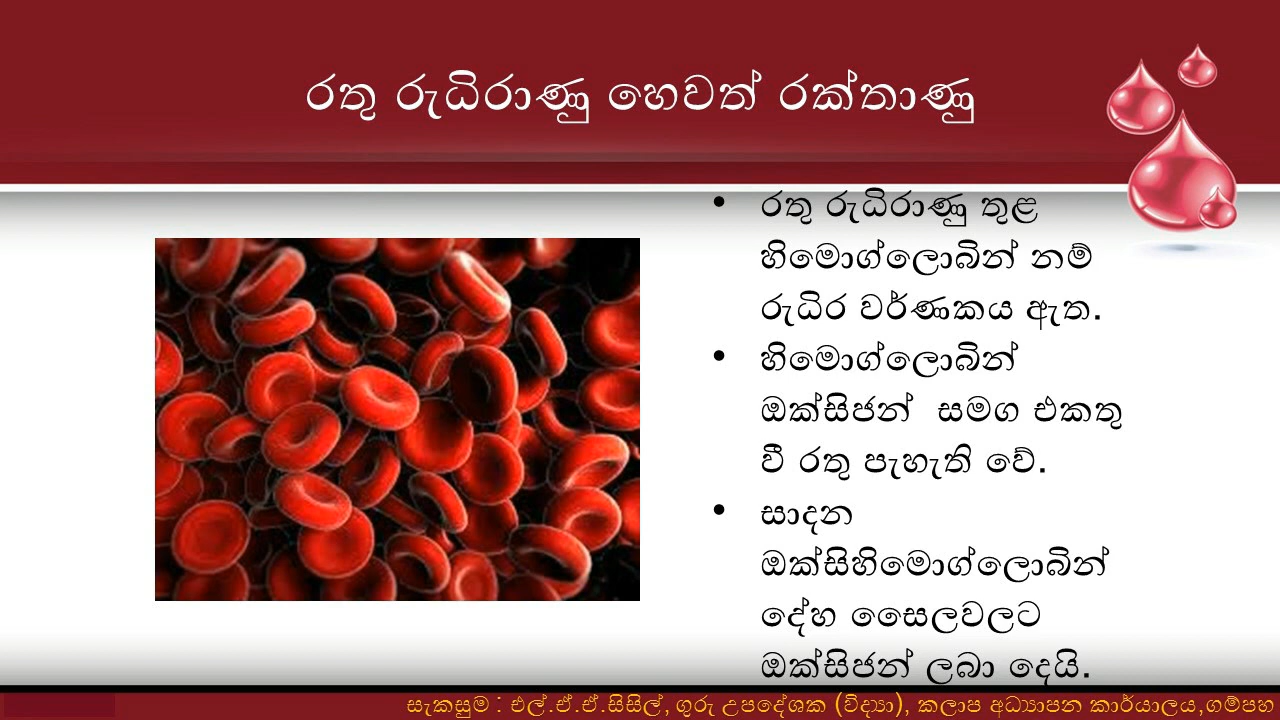 රතු රුධිරාණු හෙවත් රක්තාණු
• රතු රුධිරාණු තුළ
හිමොග්ලොබින් නම්
රුධිර වර්ණකය ඇත.
• හිමොග්ලොබින්
ඔක්සිජන් සමග එකතු
වී රතු පැහැති වේ.
• සාදන
ඔක්සිහිමොග්ලොබින්
දේහ සෛලවලට
ඔක්සිජන් ලබා දෙයි.
සැකසුම : එල්.ඒ.ඒ.සිසිල්, ගුරු උපදේශක (විද්‍යා), කලාප අධ්‍යාපන කාර්යාලය,ගම්පහ